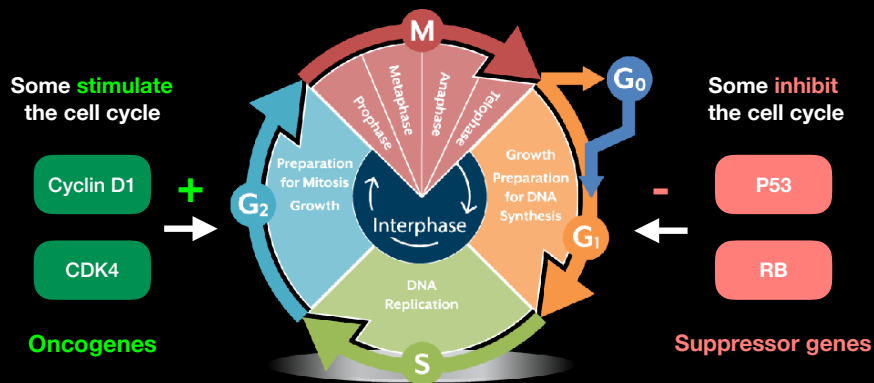 Some stimulate
the cell cycle
Cyclin D1
+
CDK4
Oncogenes
M
Prophase
Metaphase
Anaphase
Telophase
G0
G1
S
G2
Preparation
for Mitosis
Growth
Growth
Preparation
for DNA
Synthesis
Interphase
DNA
Replication
Some inhibit
the cell cycle
-
P53
RB
Suppressor genes